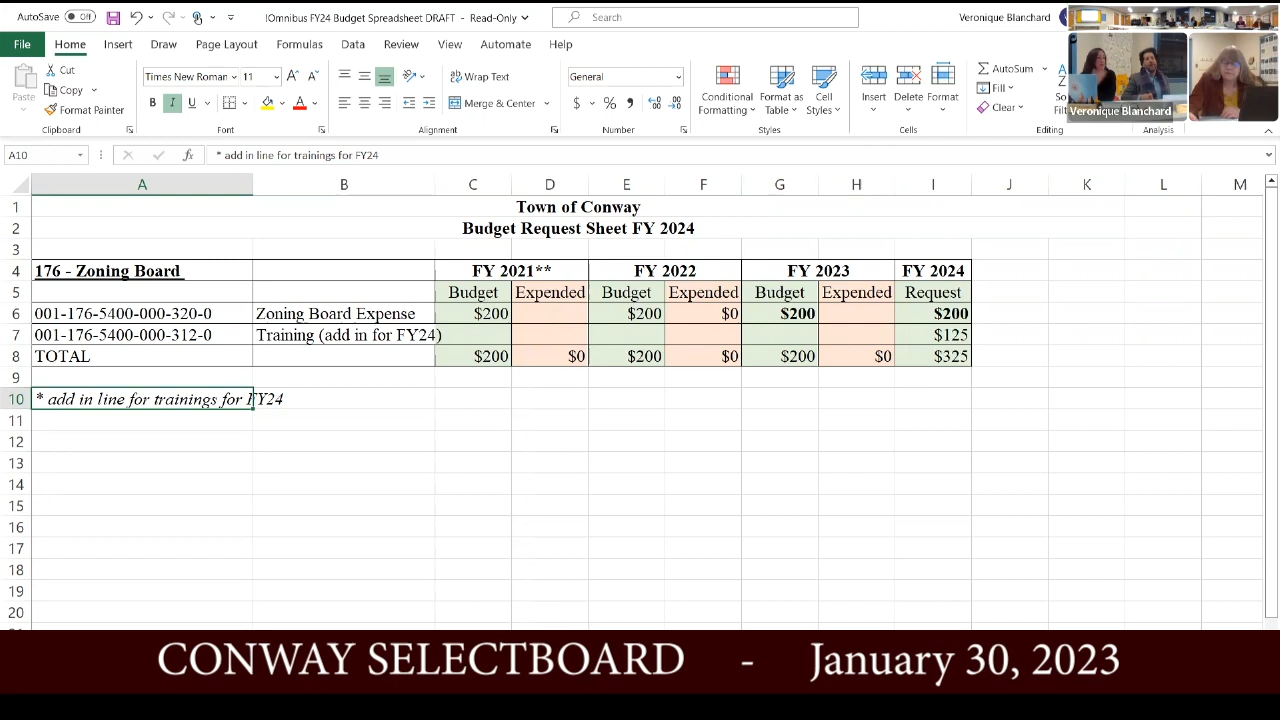 AutoSave Off !Omnibus FY24 Budget Spreadsheet DRAFT - Read-Only Search Veronique Blanchard
File Home Insert Draw Page Layout Formulas Data Review View Automate Help
Paste Cut Copy Format Painter
Times New Roman 11 A A
B I U
Wrap Text
Merge & Center
General
$ % ,
Conditional Formatting Format as Table Cell Styles
Insert Delete Format
AutoSum
Fill
Clear
Veronique Blanchard
Clipboard Font Alignment Number Styles Cells Editing Analysis
A10 fx * add in line for trainings for FY24
A B C D E F G H I J K L M
1 Town of Conway
2 Budget Request Sheet FY 2024
3
4 176 - Zoning Board FY 2021** FY 2022 FY 2023 FY 2024
5 Budget Expended Budget Expended Budget Expended Request
6 001-176-5400-000-320-0 Zoning Board Expense $200 $200 $0 $200 $200
7 001-176-5400-000-312-0 Training (add in for FY24) $125
8 TOTAL $200 $0 $200 $0 $200 $0 $325
9
10 * add in line for trainings for FY24
11
12
13
14
15
16
17
18
19
20
CONWAY SELECTBOARD - January 30, 2023